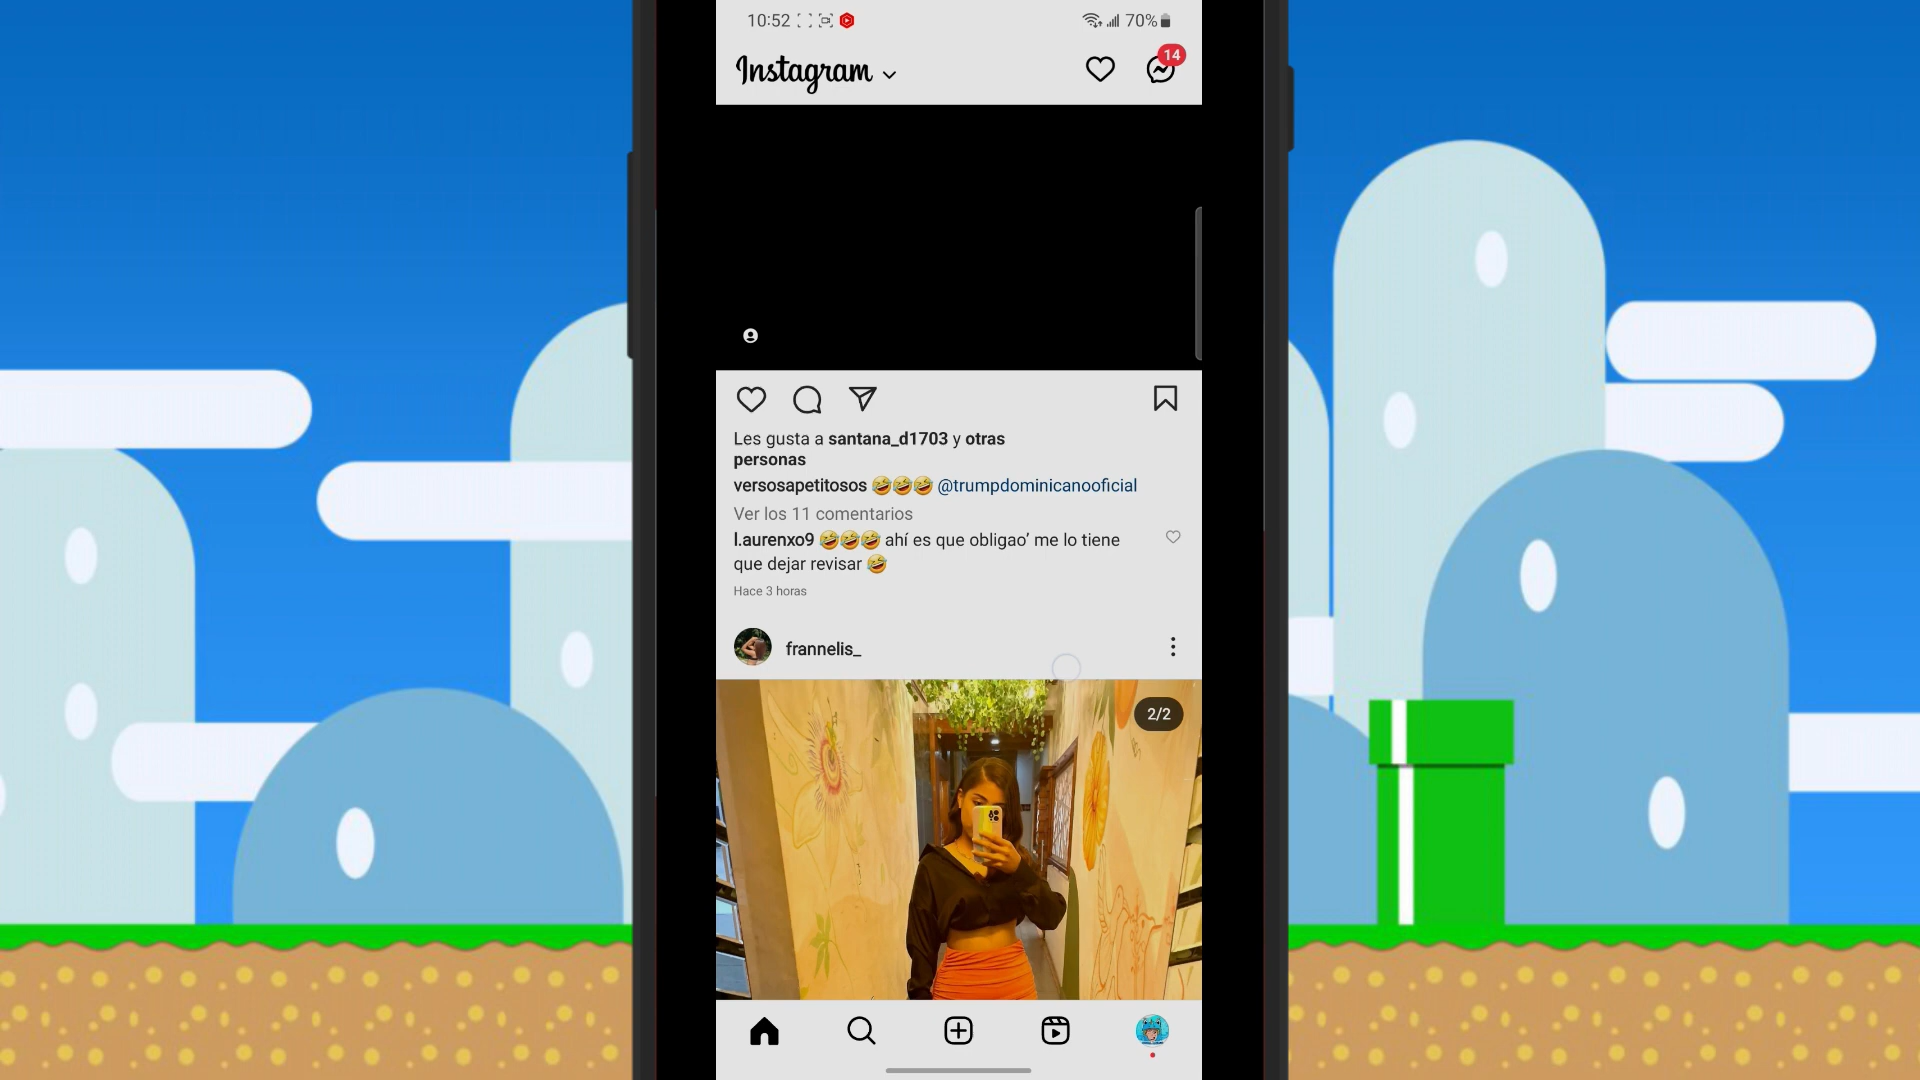 10:52 70%
Instagram 14
Les gusta a santana_d1703 y otras
personas
versosapetitosos 🤣🤣🤣 @trumpdominicanooficial
Ver los 11 comentarios
l.aurenxo9 🤣🤣🤣 ahí es que obligao’ me lo tiene
que dejar revisar 🤣
Hace 3 horas
frannelis_
2/2